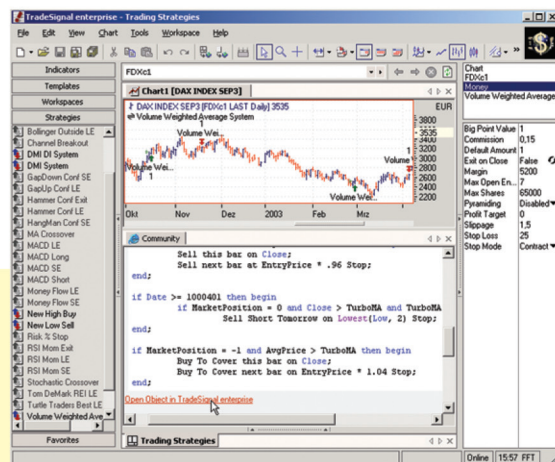 TradeSignal enterprise - Trading Strategies
File Edit View Chart Tools Workspace Help
Indicators
Templates
Workspaces
Strategies
Bollinger Outside LE
Channel Breakout
DMI DI System
DMI System
GapDown Conf SE
GapUp Conf LE
Hammer Conf Exit
Hammer Conf LE
HangMan Conf SE
MA Crossover
MACD LE
MACD Long
MACD SE
MACD Short
Money Flow LE
Money Flow SE
New High Buy
New Low Sell
Risk % Stop
RSI Mom Exit
RSI Mom LE
RSI Mom SE
Stochastic Crossover
Tom DeMark REI LE
Turtle Traders Best LE
Volume Weighted Ave
Favorites
FDXc1
Chart1 [DAX INDEX SEP3]
DAX INDEX SEP3 [FDXc1 LAST Daily] 3535
EUR
Volume Weighted Average System
1
Volume Wei...
Volume Wei...
1
Volume
1
Volume Wei...
3800
3535
3400
3200
3000
2800
2600
2400
2200
Okt Nov Dez 2003 Feb Mrz
Community
Sell this bar on Close;
Sell next bar at EntryPrice * .96 Stop;
end;
if Date >= 1000401 then begin
if MarketPosition = 0 and Close > TurboMA and TurboMA
Sell Short Tomorrow on Lowest(Low, 2) Stop;
end;
if MarketPosition = -1 and AvgPrice > TurboMA then begin
Buy To Cover this bar on Close;
Buy To Cover next bar on EntryPrice * 1.04 Stop;
end;
Open Object in TradeSignal enterprise
Trading Strategies
Chart
FDXc1
Money
Volume Weighted Average
Big Point Value 1
Commission 0,15
Default Amount 1
Exit on Close False
Margin 5200
Max Open En... 7
Max Shares 65000
Pyramiding Disabled
Profit Target 0
Slippage 1,5
Stop Loss 25
Stop Mode Contract
Online 15:57 FFT